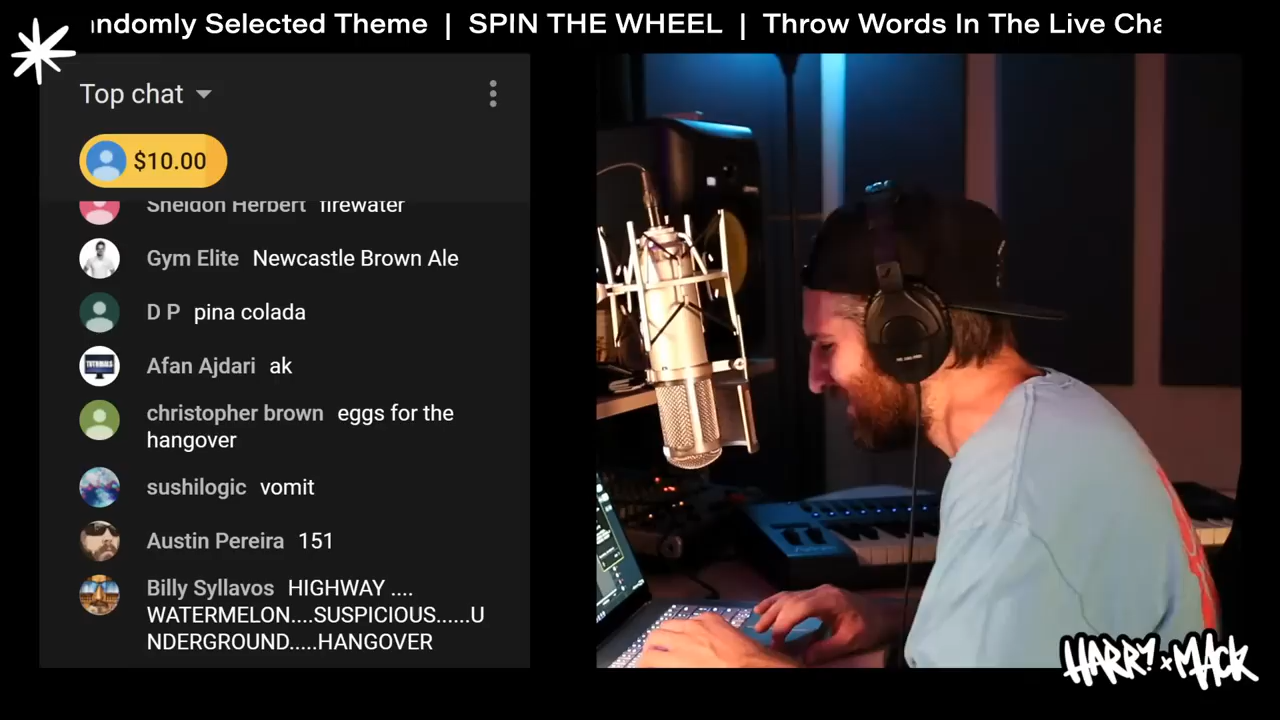 andomly Selected Theme | SPIN THE WHEEL | Throw Words In The Live Cha
Top chat
$10.00
Sheldon Herbert firewater
Gym Elite Newcastle Brown Ale
D P pina colada
Afan Ajdari ak
christopher brown eggs for the
hangover
sushilogic vomit
Austin Pereira 151
Billy Syllavos HIGHWAY ....
WATERMELON....SUSPICIOUS......U
NDERGROUND.....HANGOVER
HARRY x MACK